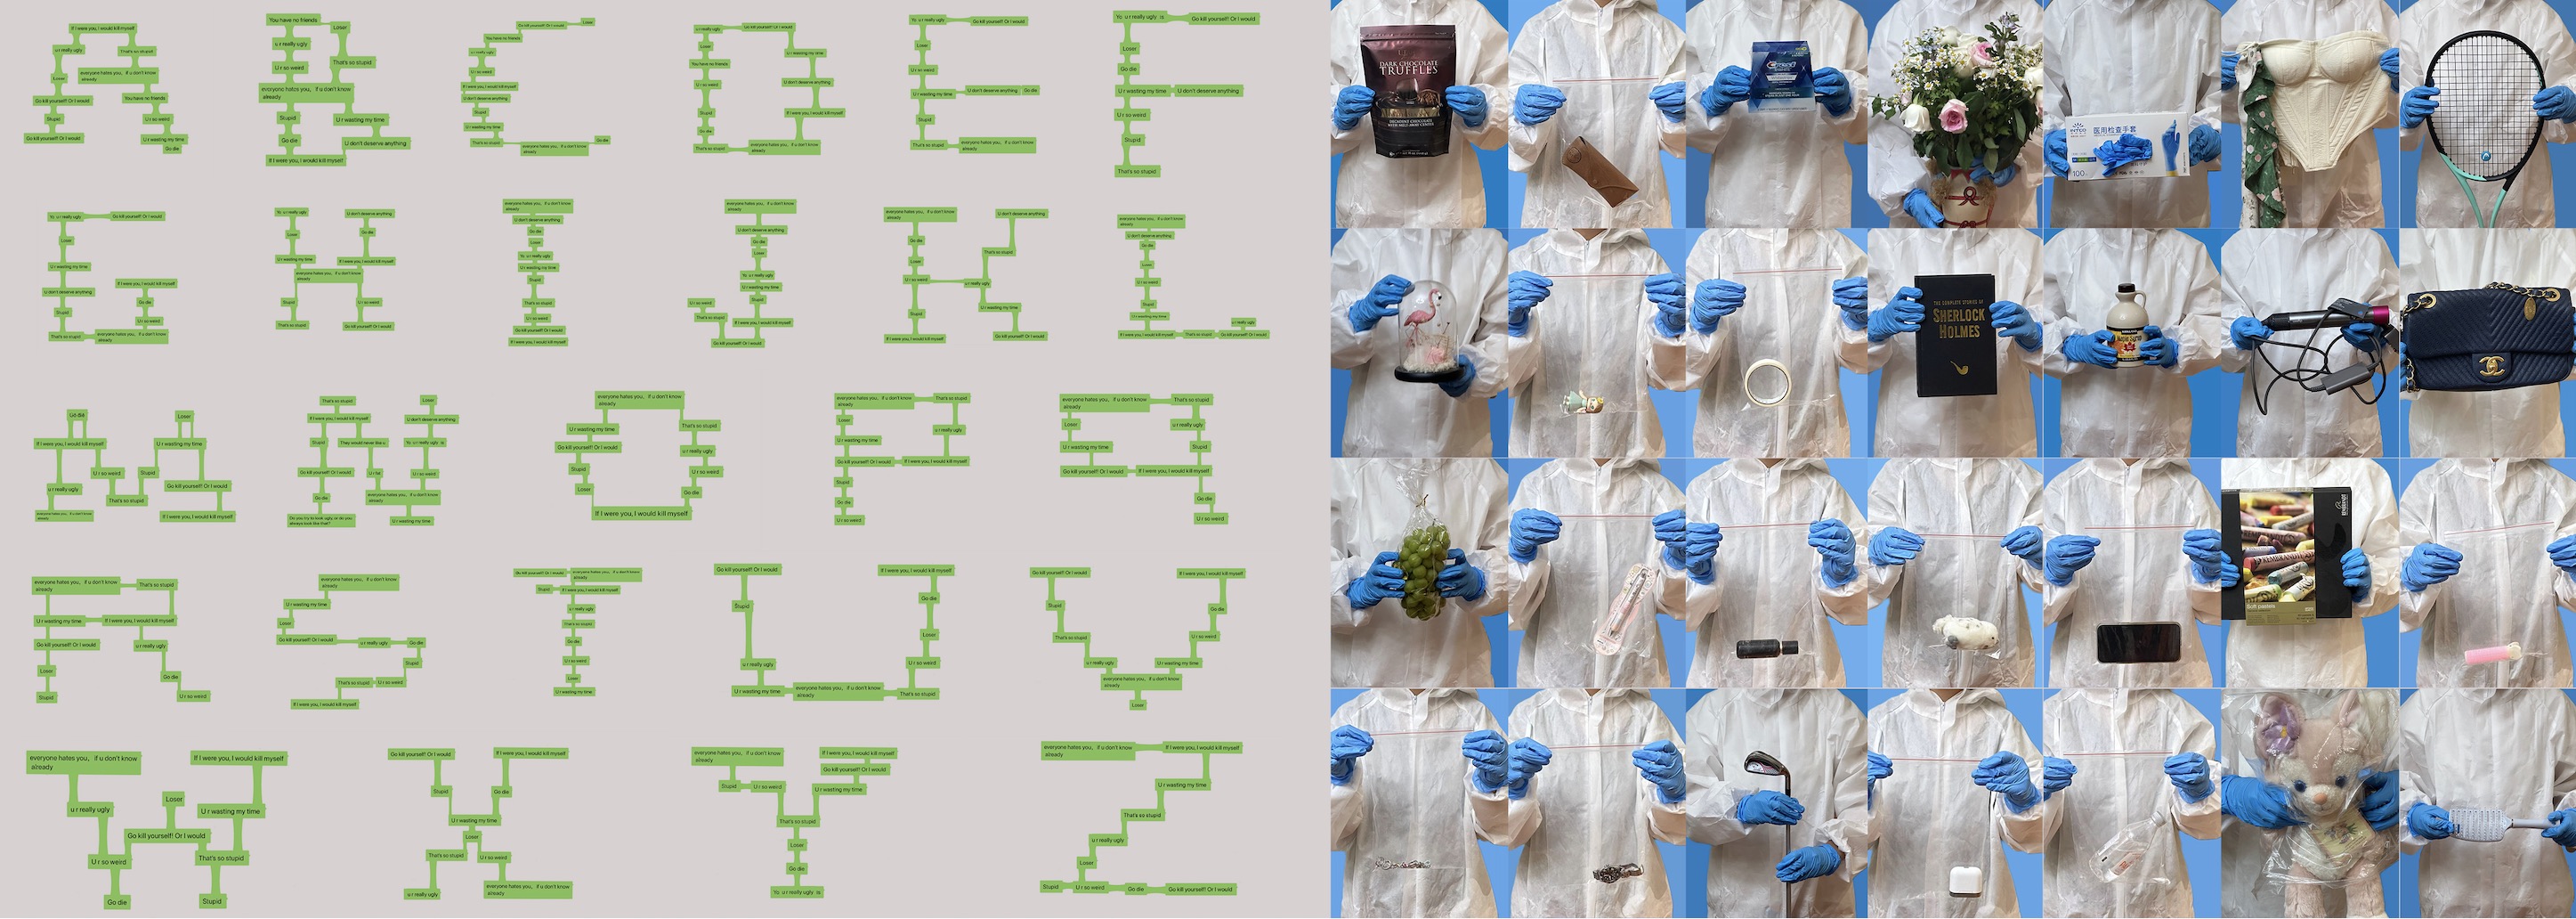 If I were you, I would kill myself
u r really ugly
That's so stupid
Loser
everyone hates you, if u don't know
already
Go kill yourself! Or I would
You have no friends
Stupid
U r so weird
Go kill yourself! Or I would
U r wasting my time
Go die
You have no friends
Loser
u r really ugly
That's so stupid
U r so weird
everyone hates you, if u don't know
already
Stupid
U r wasting my time
Go die
U don't deserve anything
If I were you, I would kill myself
Loser
Go kill yourself! Or I would
You have no friends
u r really ugly
U r so weird
If I were you, I would kill myself
U don't deserve anything
Stupid
U r wasting my time
That's so stupid
Go die
everyone hates you, if u don't know
already
u r really ugly
Go kill yourself! Or I would
Loser
U r wasting my time
You have no friends
U r so weird
U don't deserve anything
Stupid
If I were you, I would kill myself
Go die
That's so stupid
everyone hates you, if u don't know
already
Yo u r really ugly
Go kill yourself! Or I would
Loser
U r so weird
U r wasting my time
U don't deserve anything
Go die
Stupid
That's so stupid
everyone hates you, if u don't know
already
Yo u r really ugly is
Go kill yourself! Or I would
Loser
Go die
U r wasting my time
U don't deserve anything
U r so weird
Stupid
That's so stupid
Yo u r really ugly
Go kill yourself! Or I would
Loser
U r wasting my time
If I were you, I would kill myself
U don't deserve anything
Go die
Stupid
U r so weird
That's so stupid
everyone hates you, if u don't know
already
Yo u r really ugly
U don't deserve anything
Loser
Go die
U r wasting my time
If I were you, I would kill myself
everyone hates you, if u don't know
already
Stupid
U r so weird
That's so stupid
Go kill yourself! Or I would
everyone hates you, if u don't know
already
U don't deserve anything
Go die
Loser
Yo u r really ugly
U r wasting my time
Stupid
That's so stupid
U r so weird
Go kill yourself! Or I would
If I were you, I would kill myself
everyone hates you, if u don't know
already
U don't deserve anything
Go die
Loser
Yo u r really ugly
U r wasting my time
Stupid
U r so weird
That's so stupid
If I were you, I would kill myself
Go kill yourself! Or I would
everyone hates you, if u don't know
already
U don't deserve anything
Go die
That's so stupid
Loser
U r so weird
u r really ugly
Stupid
U r wasting my time
If I were you, I would kill myself
Go kill yourself! Or I would
everyone hates you, if u don't know
already
U don't deserve anything
Go die
Loser
U r so weird
Stupid
U r wasting my time
u r really ugly
If I were you, I would kill myself
That's so stupid
Go kill yourself! Or I would
Go die
Loser
If I were you, I would kill myself
U r wasting my time
U r so weird
Stupid
u r really ugly
Go kill yourself! Or I would
That's so stupid
everyone hates you, if u don't know
already
If I were you, I would kill myself
That's so stupid
Loser
If I were you, I would kill myself
U don't deserve anything
Stupid
They would never like u
Yo u r really ugly is
Go kill yourself! Or I would
U r so weird
Go die
everyone hates you, if u don't know
already
Do you try to look ugly or do you
always look like that?
U r wasting my time
everyone hates you, if u don't know
already
U r wasting my time
That's so stupid
Go kill yourself! Or I would
u r really ugly
Stupid
U r so weird
Loser
Go die
If I were you, I would kill myself
everyone hates you, if u don't know
already
That's so stupid
Loser
u r really ugly
U r wasting my time
Go kill yourself! Or I would
If I were you, I would kill myself
Stupid
Go die
U r so weird
everyone hates you, if u don't know
already
That's so stupid
Loser
u r really ugly
U r wasting my time
Stupid
Go kill yourself! Or I would
If I were you, I would kill myself
Go die
U r so weird
everyone hates you, if u don't know
already
That's so stupid
U r wasting my time
If I were you, I would kill myself
Go kill yourself! Or I would
u r really ugly
Loser
Go die
Stupid
U r so weird
everyone hates you, if u don't know
already
U r wasting my time
Loser
Go kill yourself! Or I would
u r really ugly
Go die
Stupid
That's so stupid
U r so weird
If I were you, I would kill myself
Go kill yourself! Or I would
everyone hates you, if u don't know
already
Stupid
If I were you, I would kill myself
u r really ugly
That's so stupid
Go die
U r so weird
Loser
U r wasting my time
Go kill yourself! Or I would
If I were you, I would kill myself
Stupid
Go die
Loser
u r really ugly
U r so weird
U r wasting my time
everyone hates you, if u don't know
already
That's so stupid
Go kill yourself! Or I would
If I were you, I would kill myself
Stupid
Go die
That's so stupid
U r so weird
u r really ugly
U r wasting my time
everyone hates you, if u don't know
already
Loser
everyone hates you, if u don't know
already
If I were you, I would kill myself
u r really ugly
Loser
U r wasting my time
Go kill yourself! Or I would
U r so weird
That's so stupid
Go die
Stupid
Go kill yourself! Or I would
If I were you, I would kill myself
Stupid
Go die
U r wasting my time
Loser
That's so stupid
U r so weird
u r really ugly
everyone hates you, if u don't know
already
everyone hates you, if u don't know
already
If I were you, I would kill myself
Go kill yourself! Or I would
Stupid
U r so weird
U r wasting my time
That's so stupid
Loser
Go die
Yo u r really ugly is
everyone hates you, if u don't know
already
If I were you, I would kill myself
U r wasting my time
That's so stupid
u r really ugly
Loser
Stupid
U r so weird
Go die
Go kill yourself! Or I would
DARK CHOCOLATE
TRUFFLES
Crest
医用检查手套
100
THE COMPLETE STORIES OF
SHERLOCK
HOLMES
Maple Syrup
REMBRANDT
Soft pastels